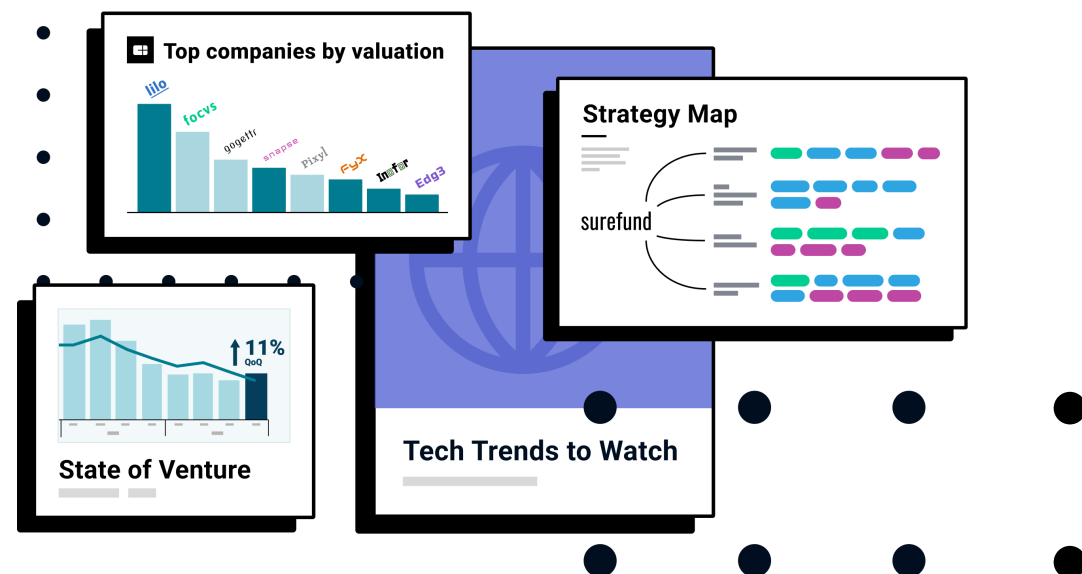 Top companies by valuation
lilo
focvs
gogettr
snapse
Pixyl
FyX
Inofor
Edg3
Strategy Map
surefund
11%
QoQ
State of Venture
Tech Trends to Watch